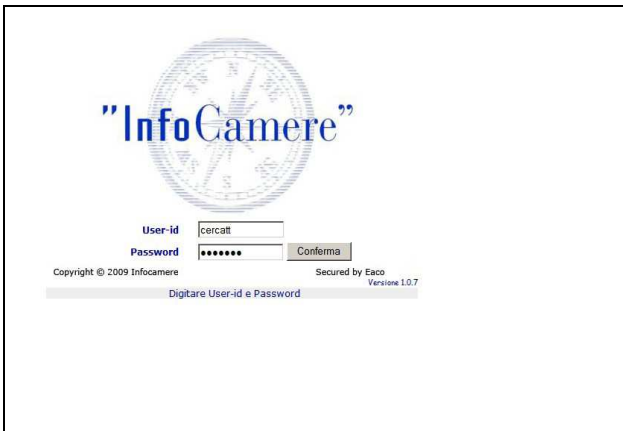 "InfoCamere"
User-id cercatt
Password ••••••• Conferma
Copyright © 2009 Infocamere Secured by Eaco
Versione 1.0.7
Digitare User-id e Password